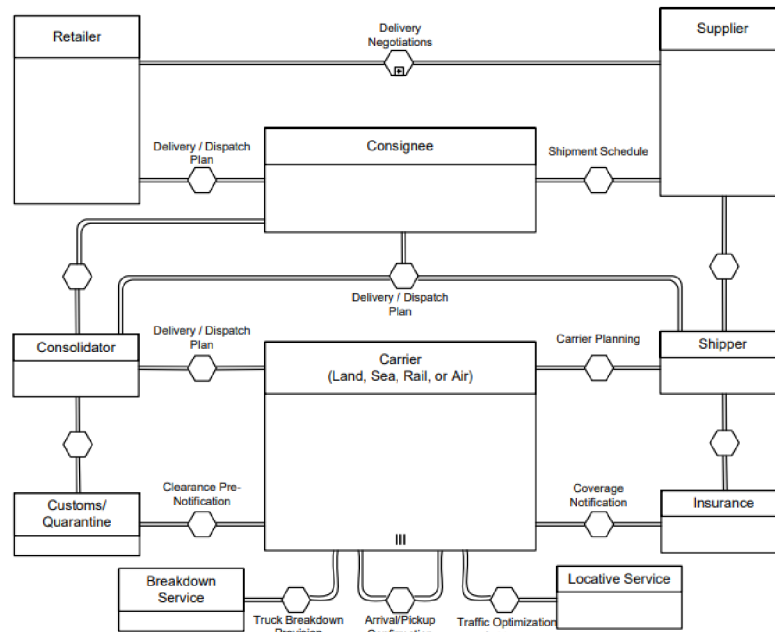 Retailer
Delivery
Negotiations
Supplier
Delivery / Dispatch
Plan
Consignee
Shipment Schedule
Delivery / Dispatch
Plan
Consolidator
Delivery / Dispatch
Plan
Carrier
(Land, Sea, Rail, or Air)
Carrier Planning
Shipper
Customs/
Quarantine
Clearance Pre-
Notification
Coverage
Notification
Insurance
Breakdown
Service
Truck Breakdown
Arrival/Pickup
Traffic Optimization
Locative Service